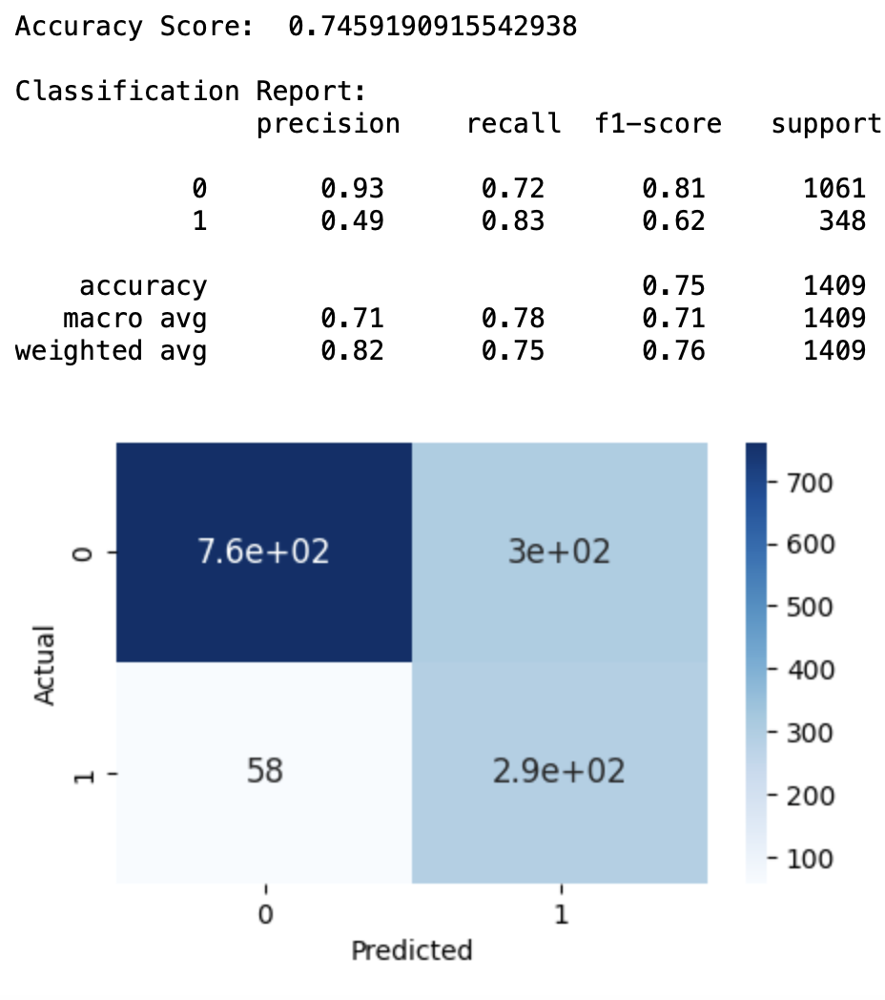 Accuracy Score:  0.7459190915542938
Classification Report:
precision recall f1-score support
0 0.93 0.72 0.81 1061
1 0.49 0.83 0.62 348
accuracy 0.75 1409
macro avg 0.71 0.78 0.71 1409
weighted avg 0.82 0.75 0.76 1409
700
7.6e+02 3e+02
0
600
500
Actual
400
300
58 2.9e+02
1
200
100
0 1
Predicted